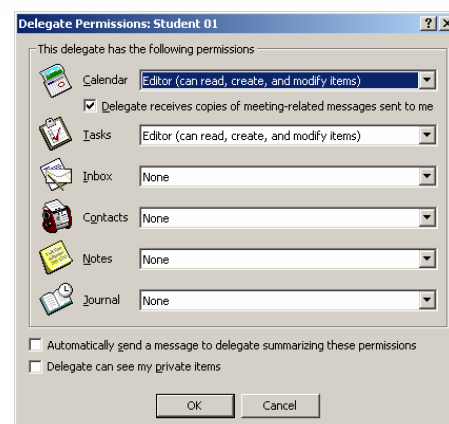 Delegate Permissions: Student 01
This delegate has the following permissions
Calendar Editor (can read, create, and modify items)
Delegate receives copies of meeting-related messages sent to me
Tasks Editor (can read, create, and modify items)
Inbox None
Contacts None
Notes None
Journal None
Automatically send a message to delegate summarizing these permissions
Delegate can see my private items
OK Cancel